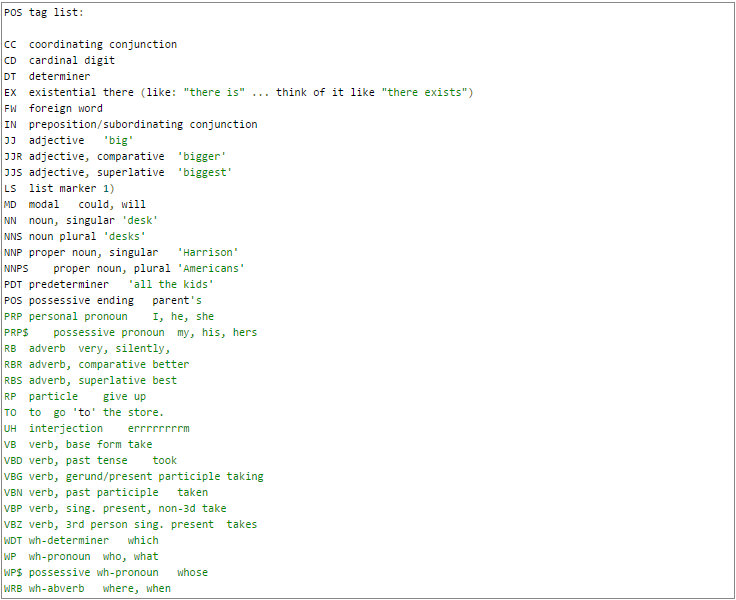 POS tag list:
CC coordinating conjunction
CD cardinal digit
DT determiner
EX existential there (like: "there is" ... think of it like "there exists")
FW foreign word
IN preposition/subordinating conjunction
JJ adjective 'big'
JJR adjective, comparative 'bigger'
JJS adjective, superlative 'biggest'
LS list marker 1)
MD modal could, will
NN noun, singular 'desk'
NNS noun plural 'desks'
NNP proper noun, singular 'Harrison'
NNPS proper noun, plural 'Americans'
PDT predeterminer 'all the kids'
POS possessive ending parent's
PRP personal pronoun I, he, she
PRP$ possessive pronoun my, his, hers
RB adverb very, silently,
RBR adverb, comparative better
RBS adverb, superlative best
RP particle give up
TO to go 'to' the store.
UH interjection errrrrrrrm
VB verb, base form take
VBD verb, past tense took
VBG verb, gerund/present participle taking
VBN verb, past participle taken
VBP verb, sing. present, non-3d take
VBZ verb, 3rd person sing. present takes
WDT wh-determiner which
WP wh-pronoun who, what
WP$ possessive wh-pronoun whose
WRB wh-abverb where, when